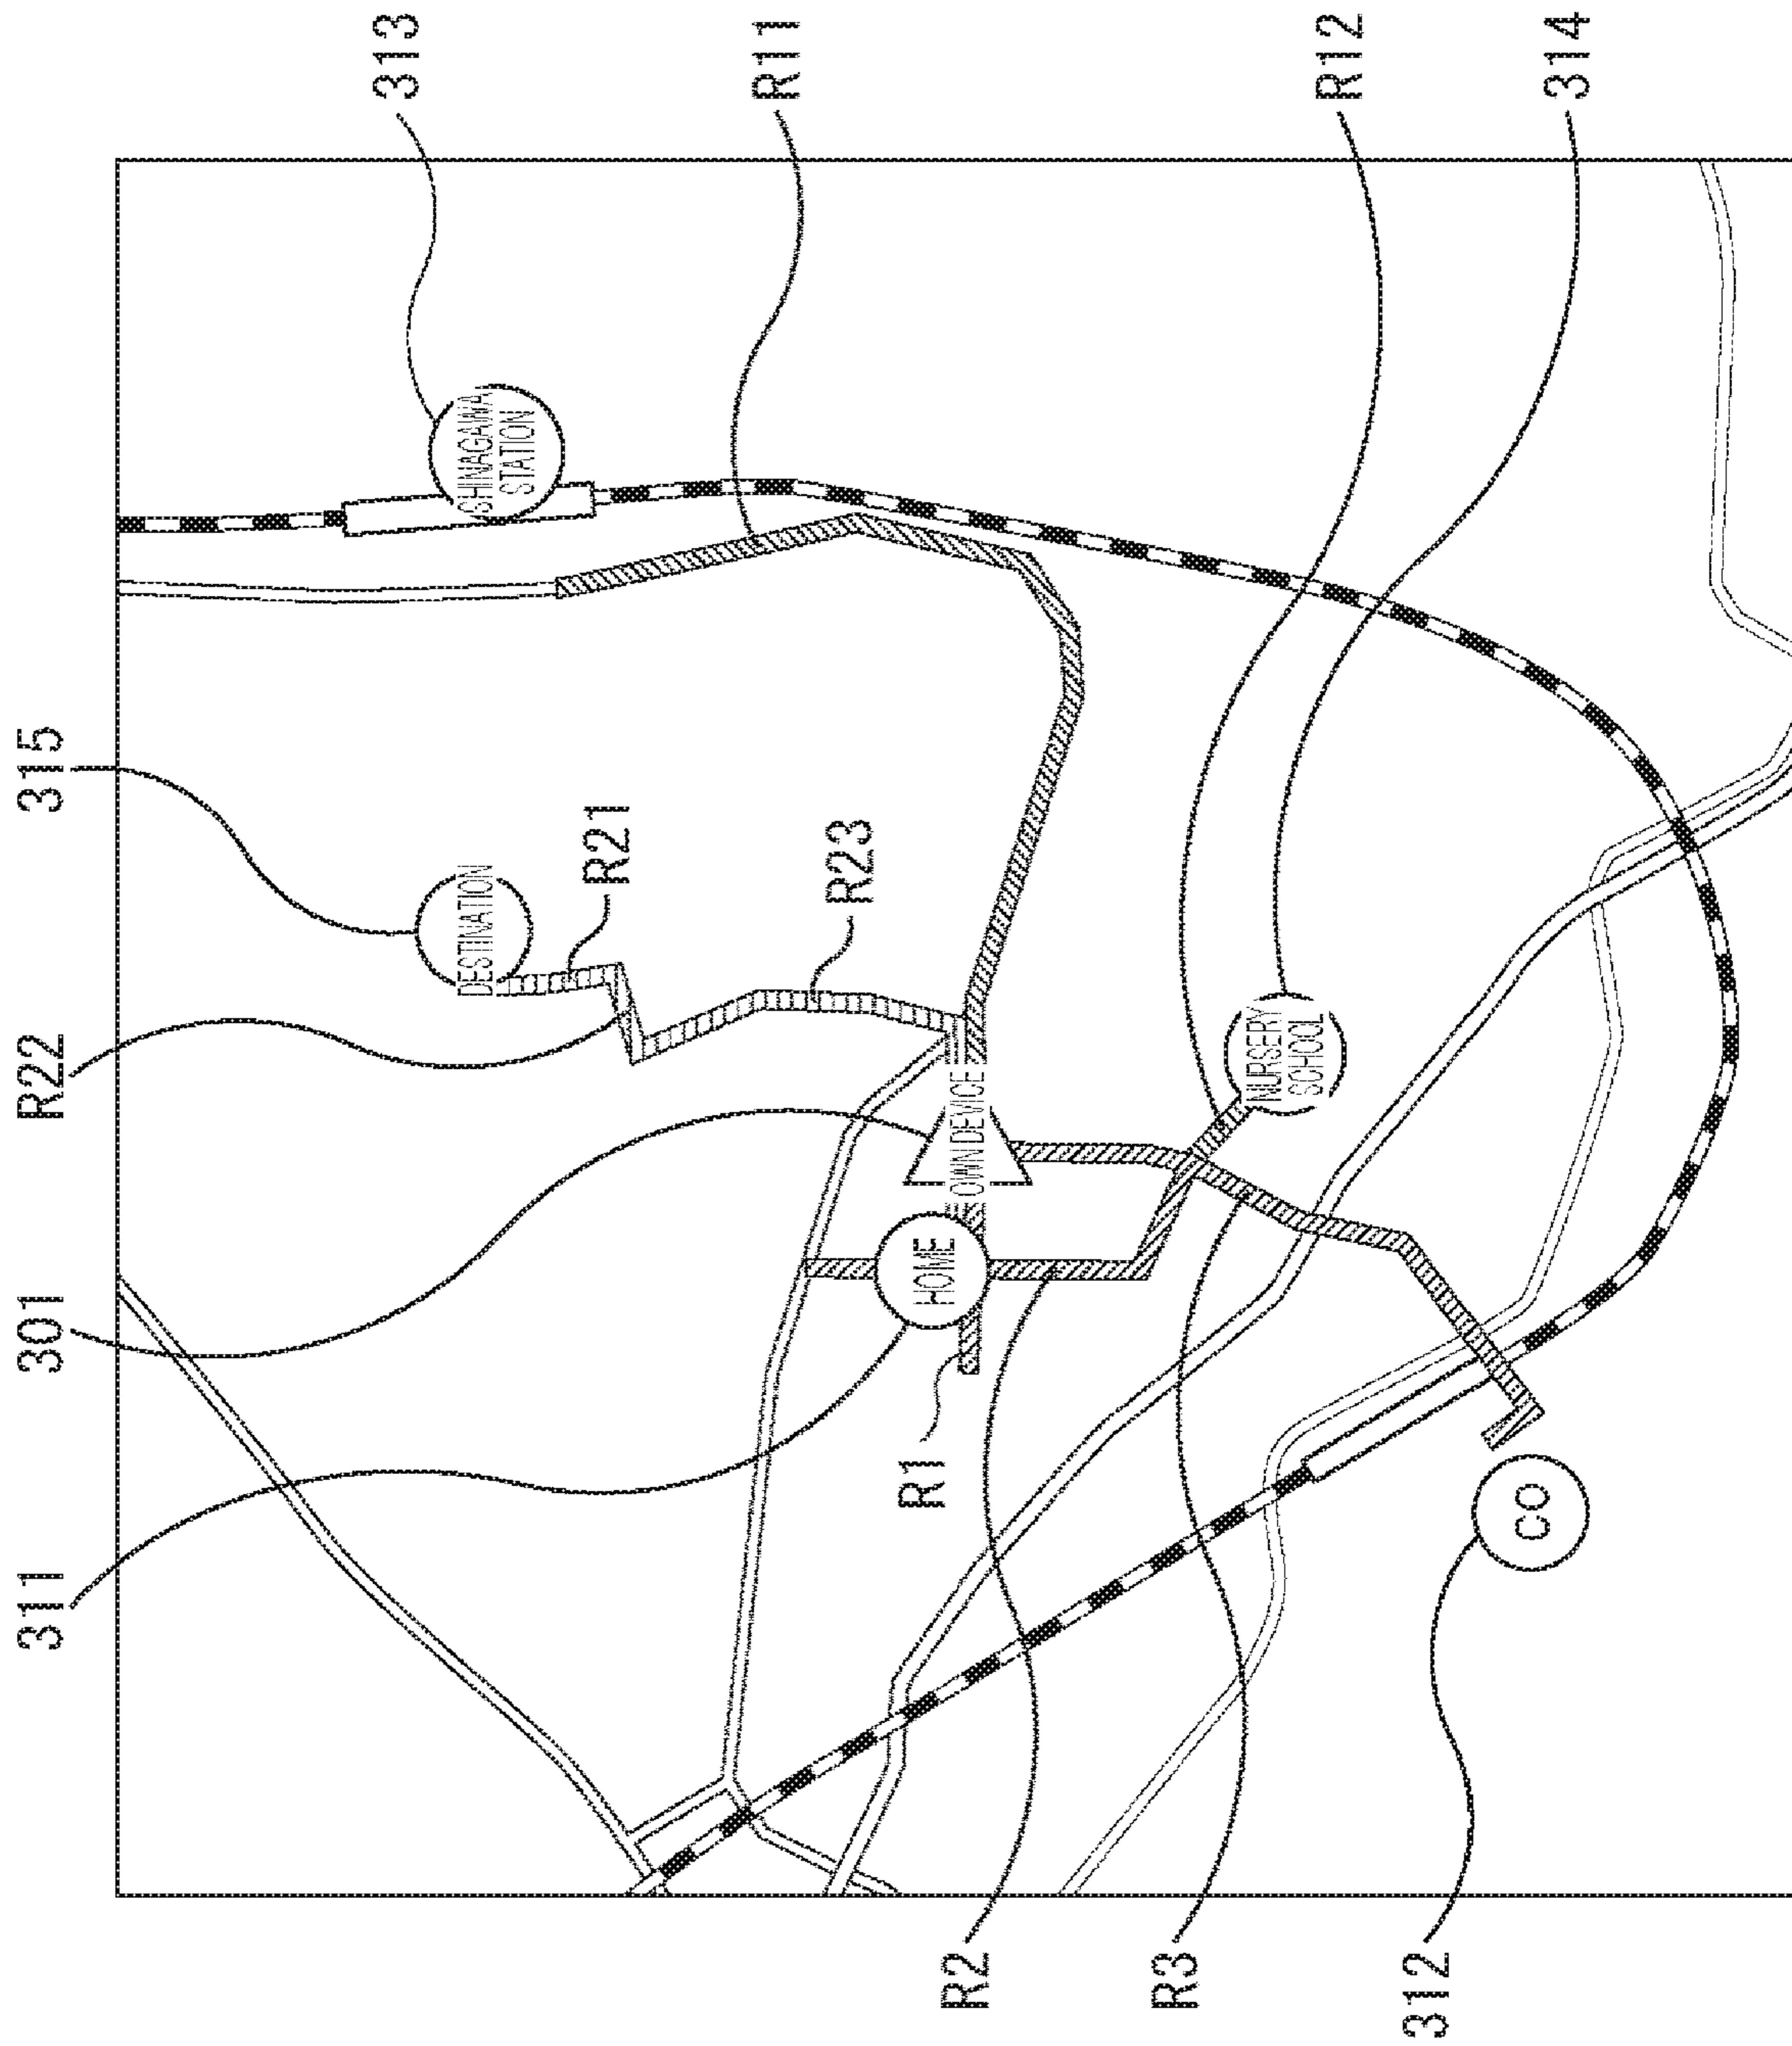 311
301
R22
315
R2
R3
312
R1
HOME
OWN DEVICE
DESTINATION
R21
R23
CO
NURSERY
SCHOOL
SHINAGAWA
STATION
313
R11
R12
314